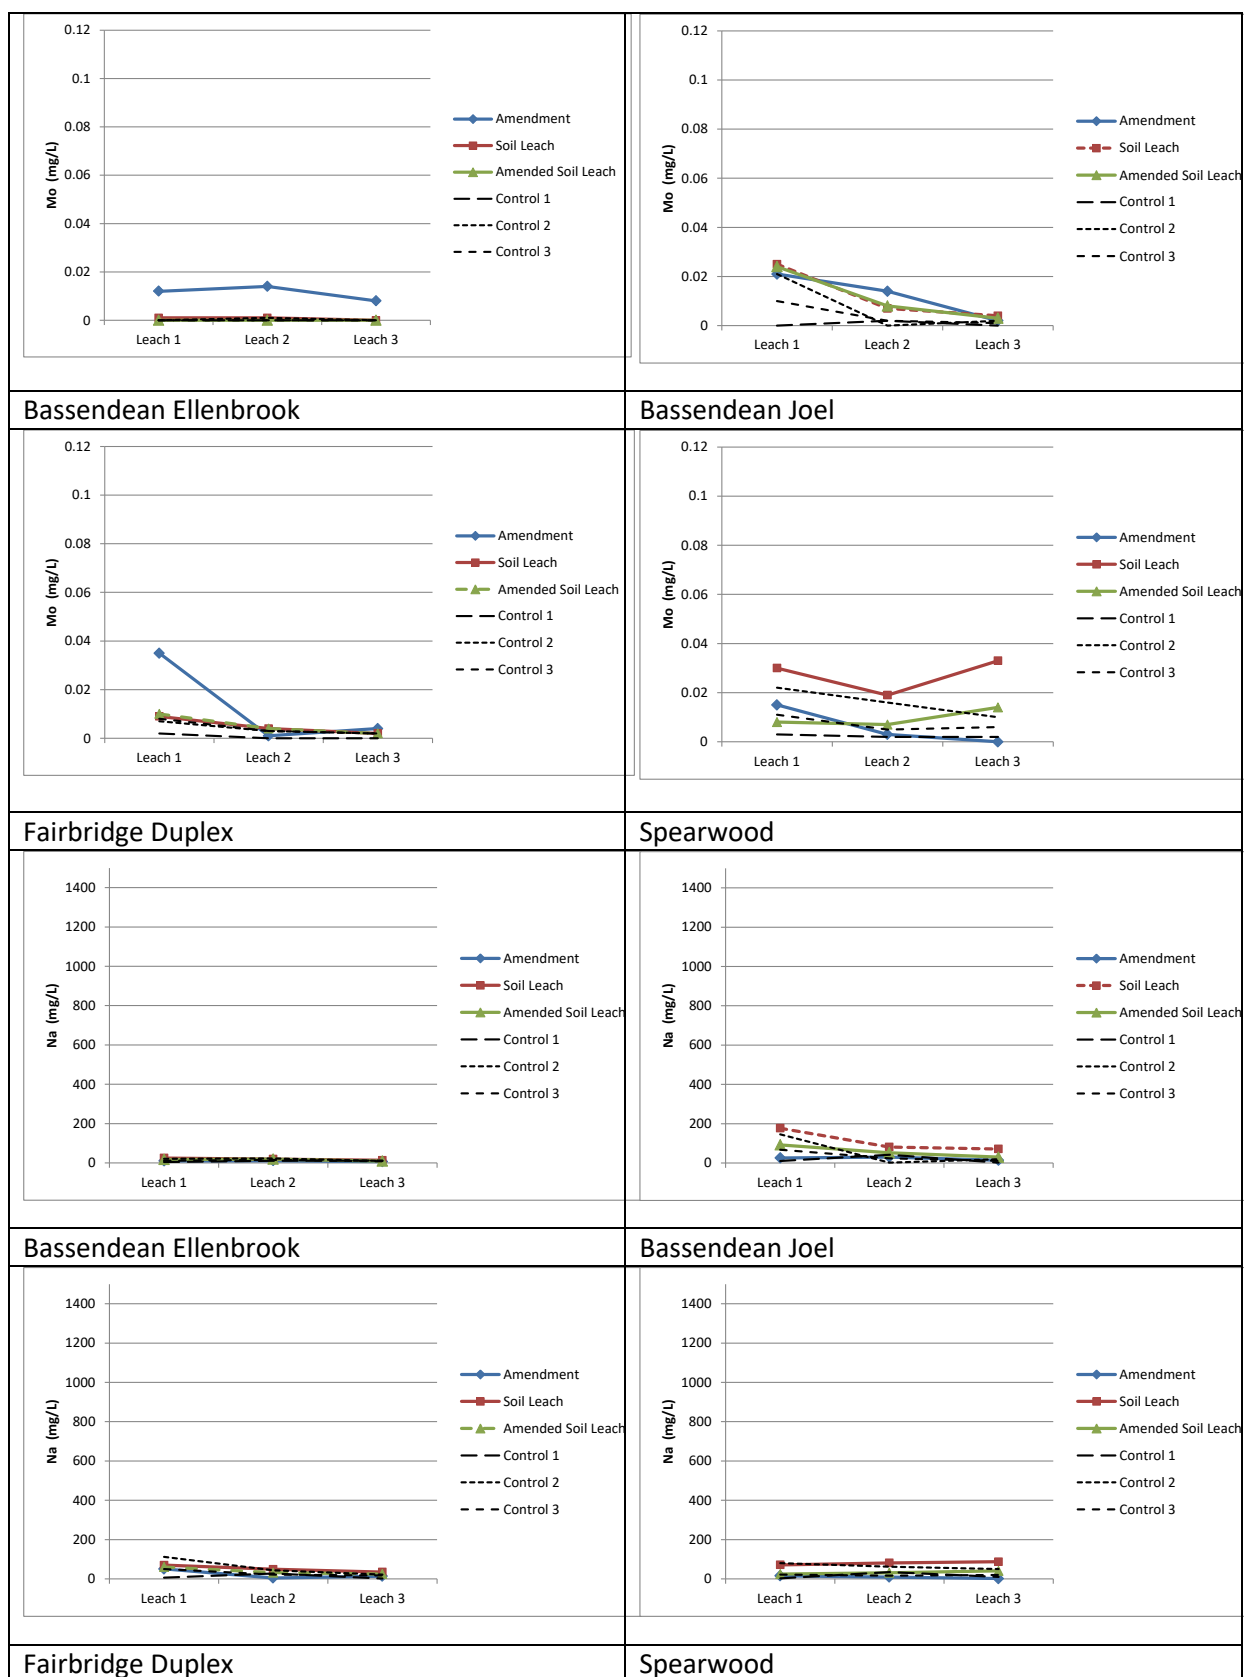 0.12
0.1
0.08
0.06
0.04
0.02
0
Mo (mg/L)
Leach 1 Leach 2 Leach 3
Amendment
Soil Leach
Amended Soil Leach
Control 1
Control 2
Control 3
0.12
0.1
0.08
0.06
0.04
0.02
0
Mo (mg/L)
Leach 1 Leach 2 Leach 3
Amendment
Soil Leach
Amended Soil Leach
Control 1
Control 2
Control 3
Bassendean Ellenbrook
Bassendean Joel
0.12
0.1
0.08
0.06
0.04
0.02
0
Mo (mg/L)
Leach 1 Leach 2 Leach 3
Amendment
Soil Leach
Amended Soil Leach
Control 1
Control 2
Control 3
0.12
0.1
0.08
0.06
0.04
0.02
0
Mo (mg/L)
Leach 1 Leach 2 Leach 3
Amendment
Soil Leach
Amended Soil Leach
Control 1
Control 2
Control 3
Fairbridge Duplex
Spearwood
1400
1200
1000
800
600
400
200
0
Na (mg/L)
Leach 1 Leach 2 Leach 3
Amendment
Soil Leach
Amended Soil Leach
Control 1
Control 2
Control 3
1400
1200
1000
800
600
400
200
0
Na (mg/L)
Leach 1 Leach 2 Leach 3
Amendment
Soil Leach
Amended Soil Leach
Control 1
Control 2
Control 3
Bassendean Ellenbrook
Bassendean Joel
1400
1200
1000
800
600
400
200
0
Na (mg/L)
Leach 1 Leach 2 Leach 3
Amendment
Soil Leach
Amended Soil Leach
Control 1
Control 2
Control 3
1400
1200
1000
800
600
400
200
0
Na (mg/L)
Leach 1 Leach 2 Leach 3
Amendment
Soil Leach
Amended Soil Leach
Control 1
Control 2
Control 3
Fairbridge Duplex
Spearwood